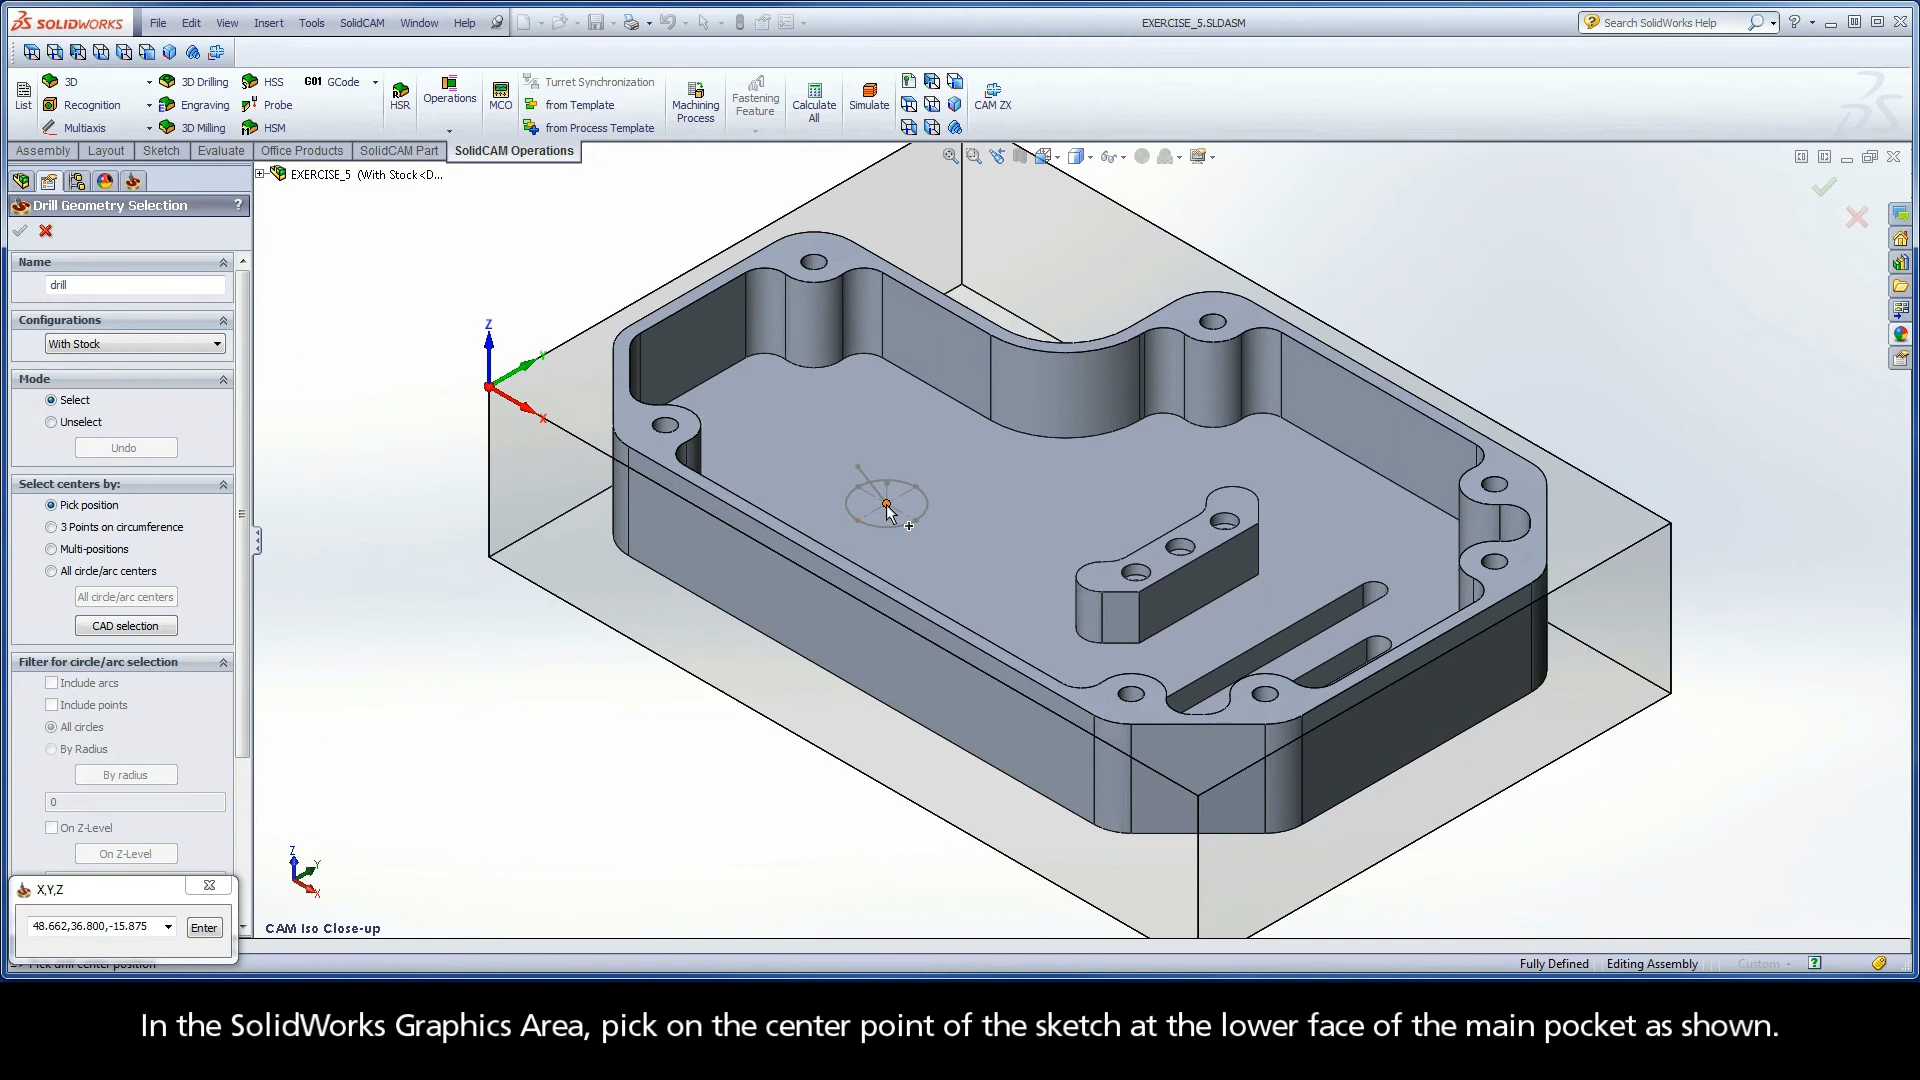 SOLIDWORKS
File Edit View Insert Tools SolidCAM Window Help
EXERCISE_5.SLDASM
Search SolidWorks Help
List
3D
Recognition
Multiaxis
3D Drilling
Engraving
3D Milling
HSS
Probe
HSM
G01 GCode
HSR
Operations
MCO
Turret Synchronization
from Template
from Process Template
Machining Process
Fastening Feature
Calculate All
Simulate
CAM ZX
Assembly Layout Sketch Evaluate Office Products SolidCAM Part SolidCAM Operations
EXERCISE_5 (With Stock<D...
Drill Geometry Selection ?
Name
drill
Configurations
With Stock
Mode
Select
Unselect
Undo
Select centers by:
Pick position
3 Points on circumference
Multi-positions
All circle/arc centers
All circle/arc centers
CAD selection
Filter for circle/arc selection
Include arcs
Include points
All circles
By Radius
By radius
0
On Z-Level
On Z-Level
X,Y,Z
48.662,36.800,-15.875
Enter
Z
Y
X
Z
Y
X
CAM Iso Close-up
Pick drill center position
Fully Defined Editing Assembly Custom
In the SolidWorks Graphics Area, pick on the center point of the sketch at the lower face of the main pocket as shown.